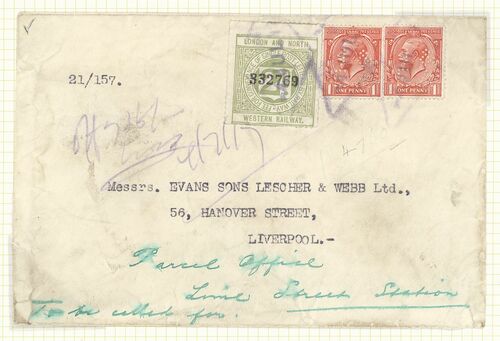 LONDON AND NORTH
332769
WESTERN RAILWAY.
ONE PENNY
ONE PENNY
21/157.
Messrs. EVANS SONS LESCHER & WEBB Ltd.,
56, HANOVER STREET,
LIVERPOOL.-
Parcel Office
Lime Street Station
To be called for.